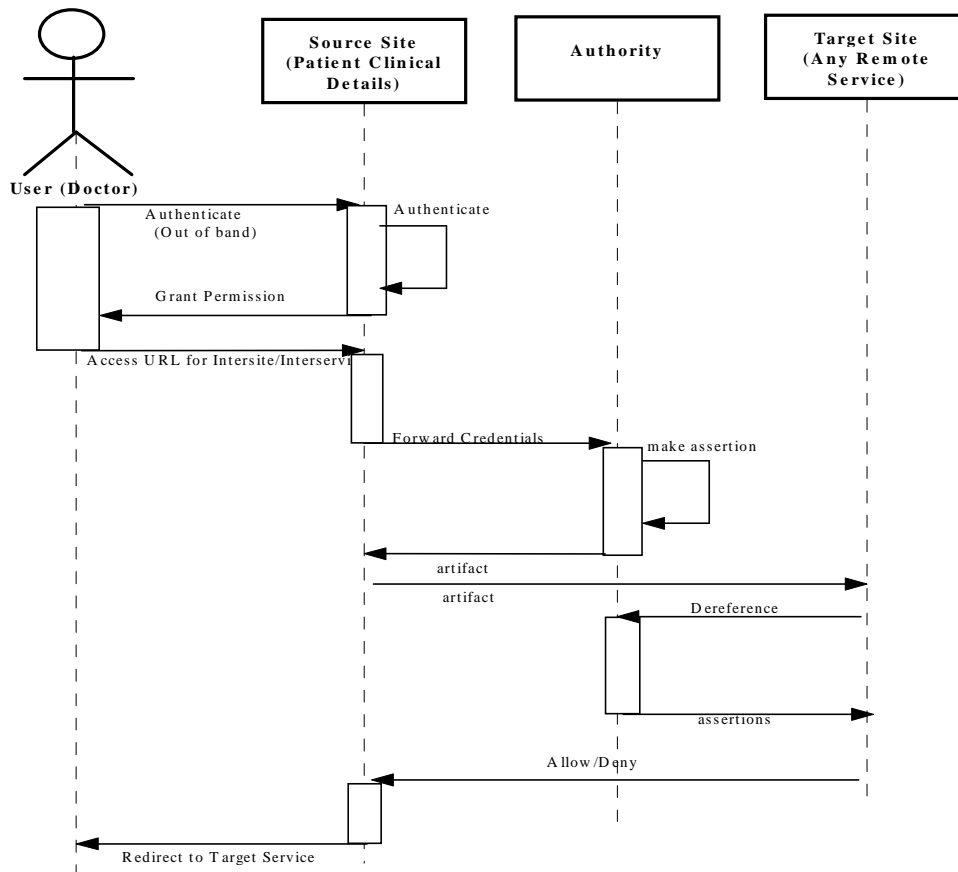 Source Site
(Patient Clinical
Details)
Authority
Target Site
(Any Remote
Service)
User (Doctor)
Authenticate
(Out of band)
Authenticate
Grant Permission
Access URL for Intersite/Interservi
Forward Credentials
make assertion
artifact
artifact
Dereference
assertions
Allow/Deny
Redirect to Target Service